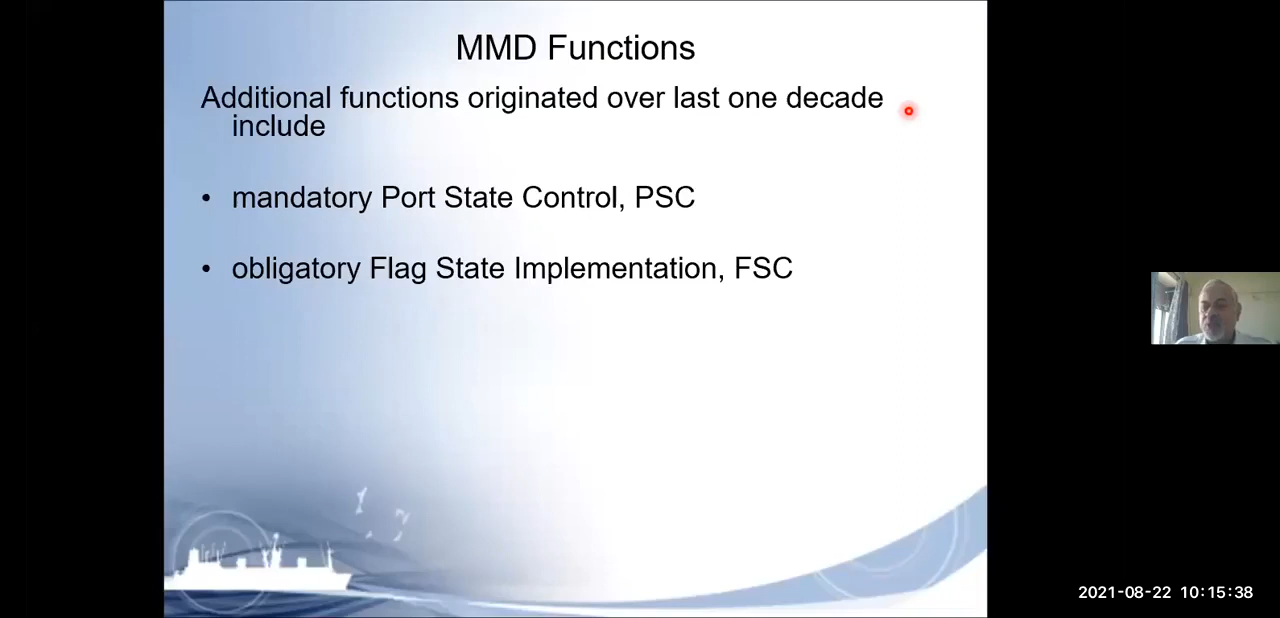 MMD Functions
Additional functions originated over last one decade
include
• mandatory Port State Control, PSC
• obligatory Flag State Implementation, FSC
2021-08-22 10:15:38